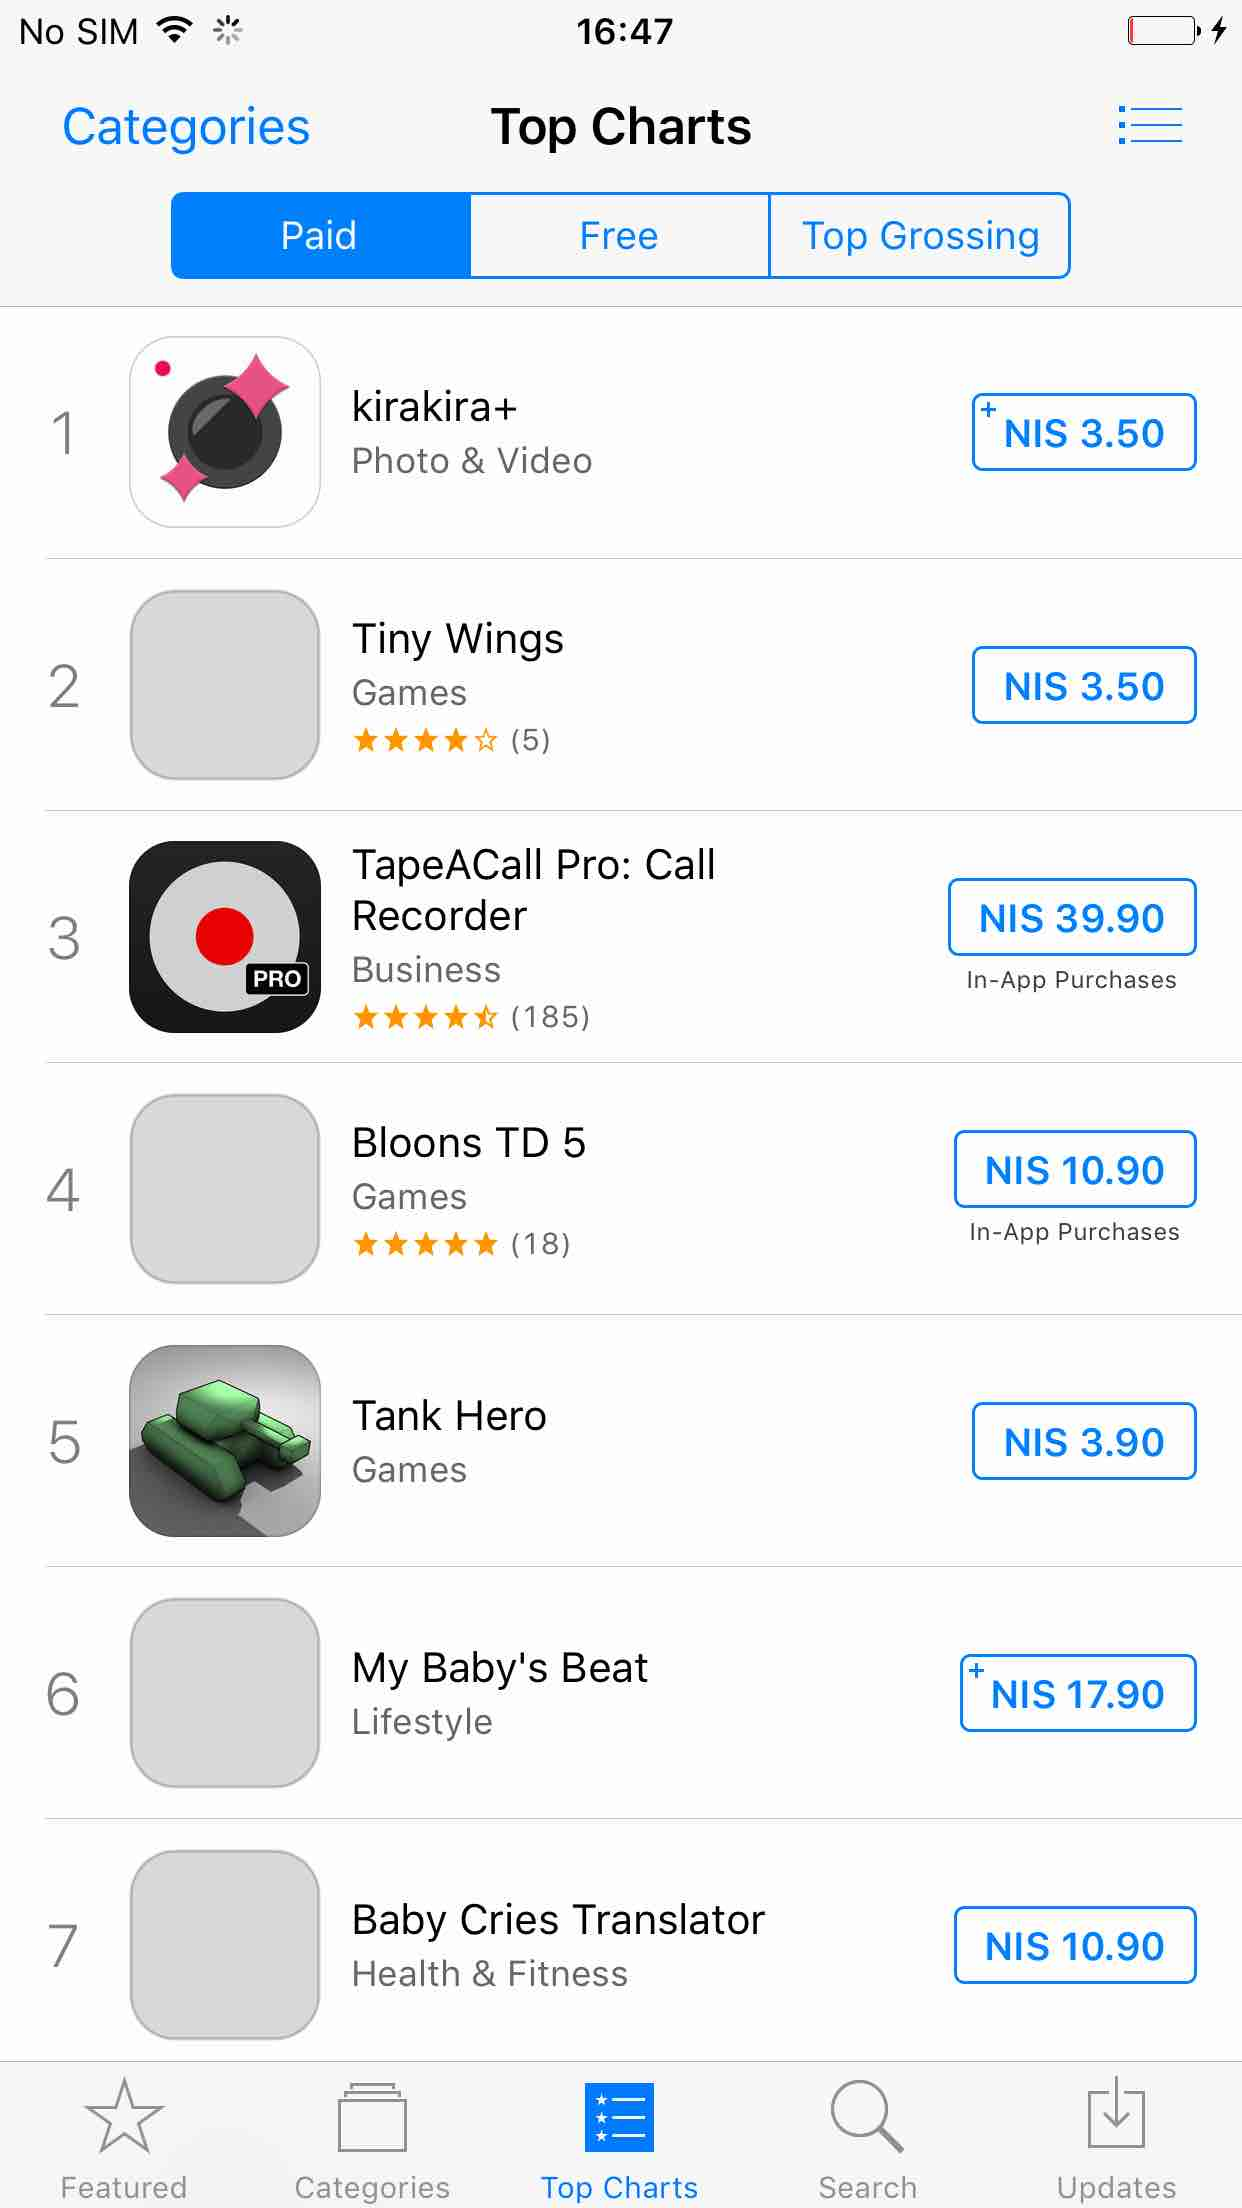 No SIM 16:47
Categories Top Charts
Paid Free Top Grossing
1 kirakira+
Photo & Video
+ NIS 3.50
2 Tiny Wings
Games
(5)
NIS 3.50
3 TapeACall Pro: Call
Recorder
Business
(185)
PRO
NIS 39.90
In-App Purchases
4 Bloons TD 5
Games
(18)
NIS 10.90
In-App Purchases
5 Tank Hero
Games
NIS 3.90
6 My Baby's Beat
Lifestyle
+ NIS 17.90
7 Baby Cries Translator
Health & Fitness
NIS 10.90
Featured Categories Top Charts Search Updates